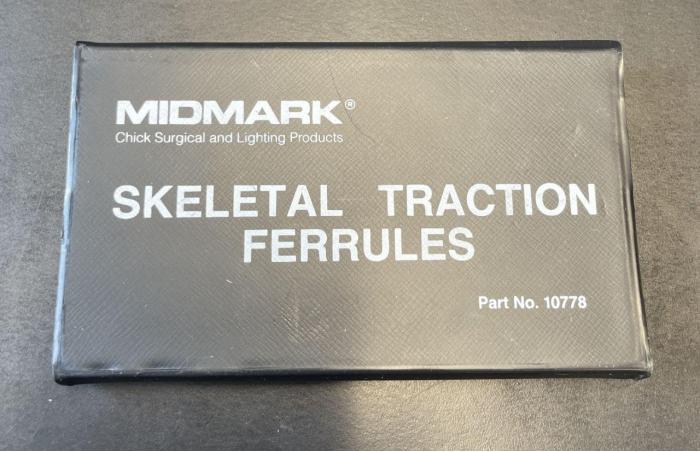 MIDMARK®
Chick Surgical and Lighting Products
SKELETAL TRACTION
FERRULES
Part No. 10778